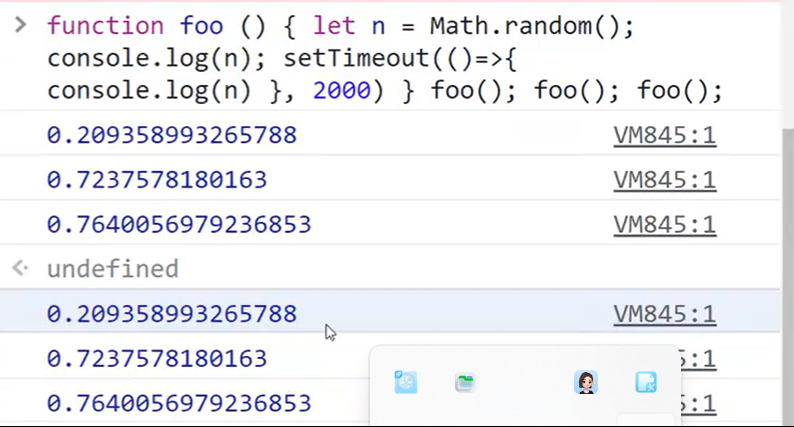 function foo () { let n = Math.random();
console.log(n); setTimeout(()=>{
console.log(n) }, 2000) } foo(); foo(); foo();
0.209358993265788 VM845:1
0.7237578180163 VM845:1
0.7640056979236853 VM845:1
undefined
0.209358993265788 VM845:1
0.7237578180163 5:1
0.7640056979236853 5:1